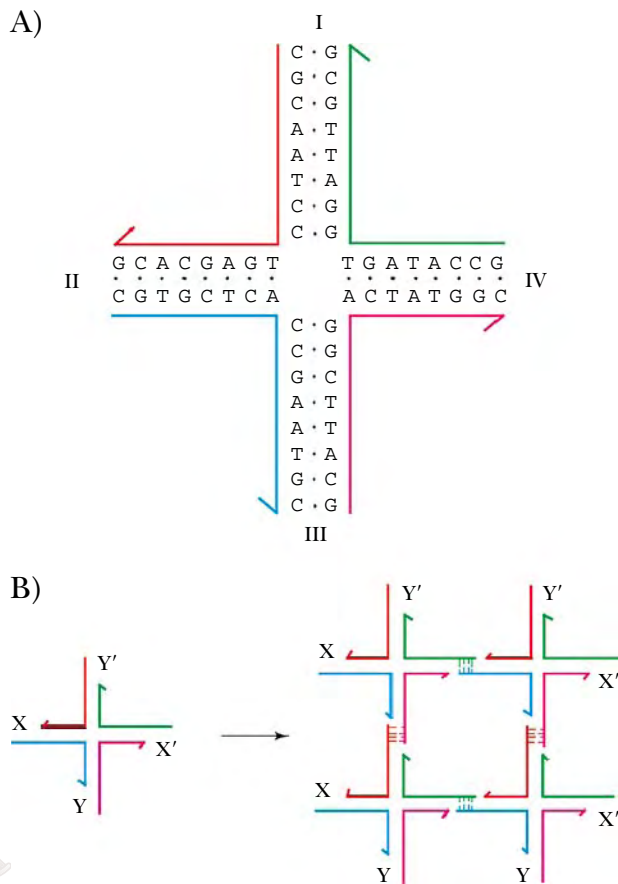 A)
I
C · G
G · C
C · G
A · T
A · T
T · A
C · G
C · G
G C A C G A G T T G A T A C C G
II · · · · · · · · · · · · · · · · IV
C G T G C T C A A C T A T G G C
C · G
C · G
G · C
A · T
A · T
T · A
G · C
C · G
III
B)
Y′
X
X′
Y
Y′ Y′
X
X′
X
X′
Y Y